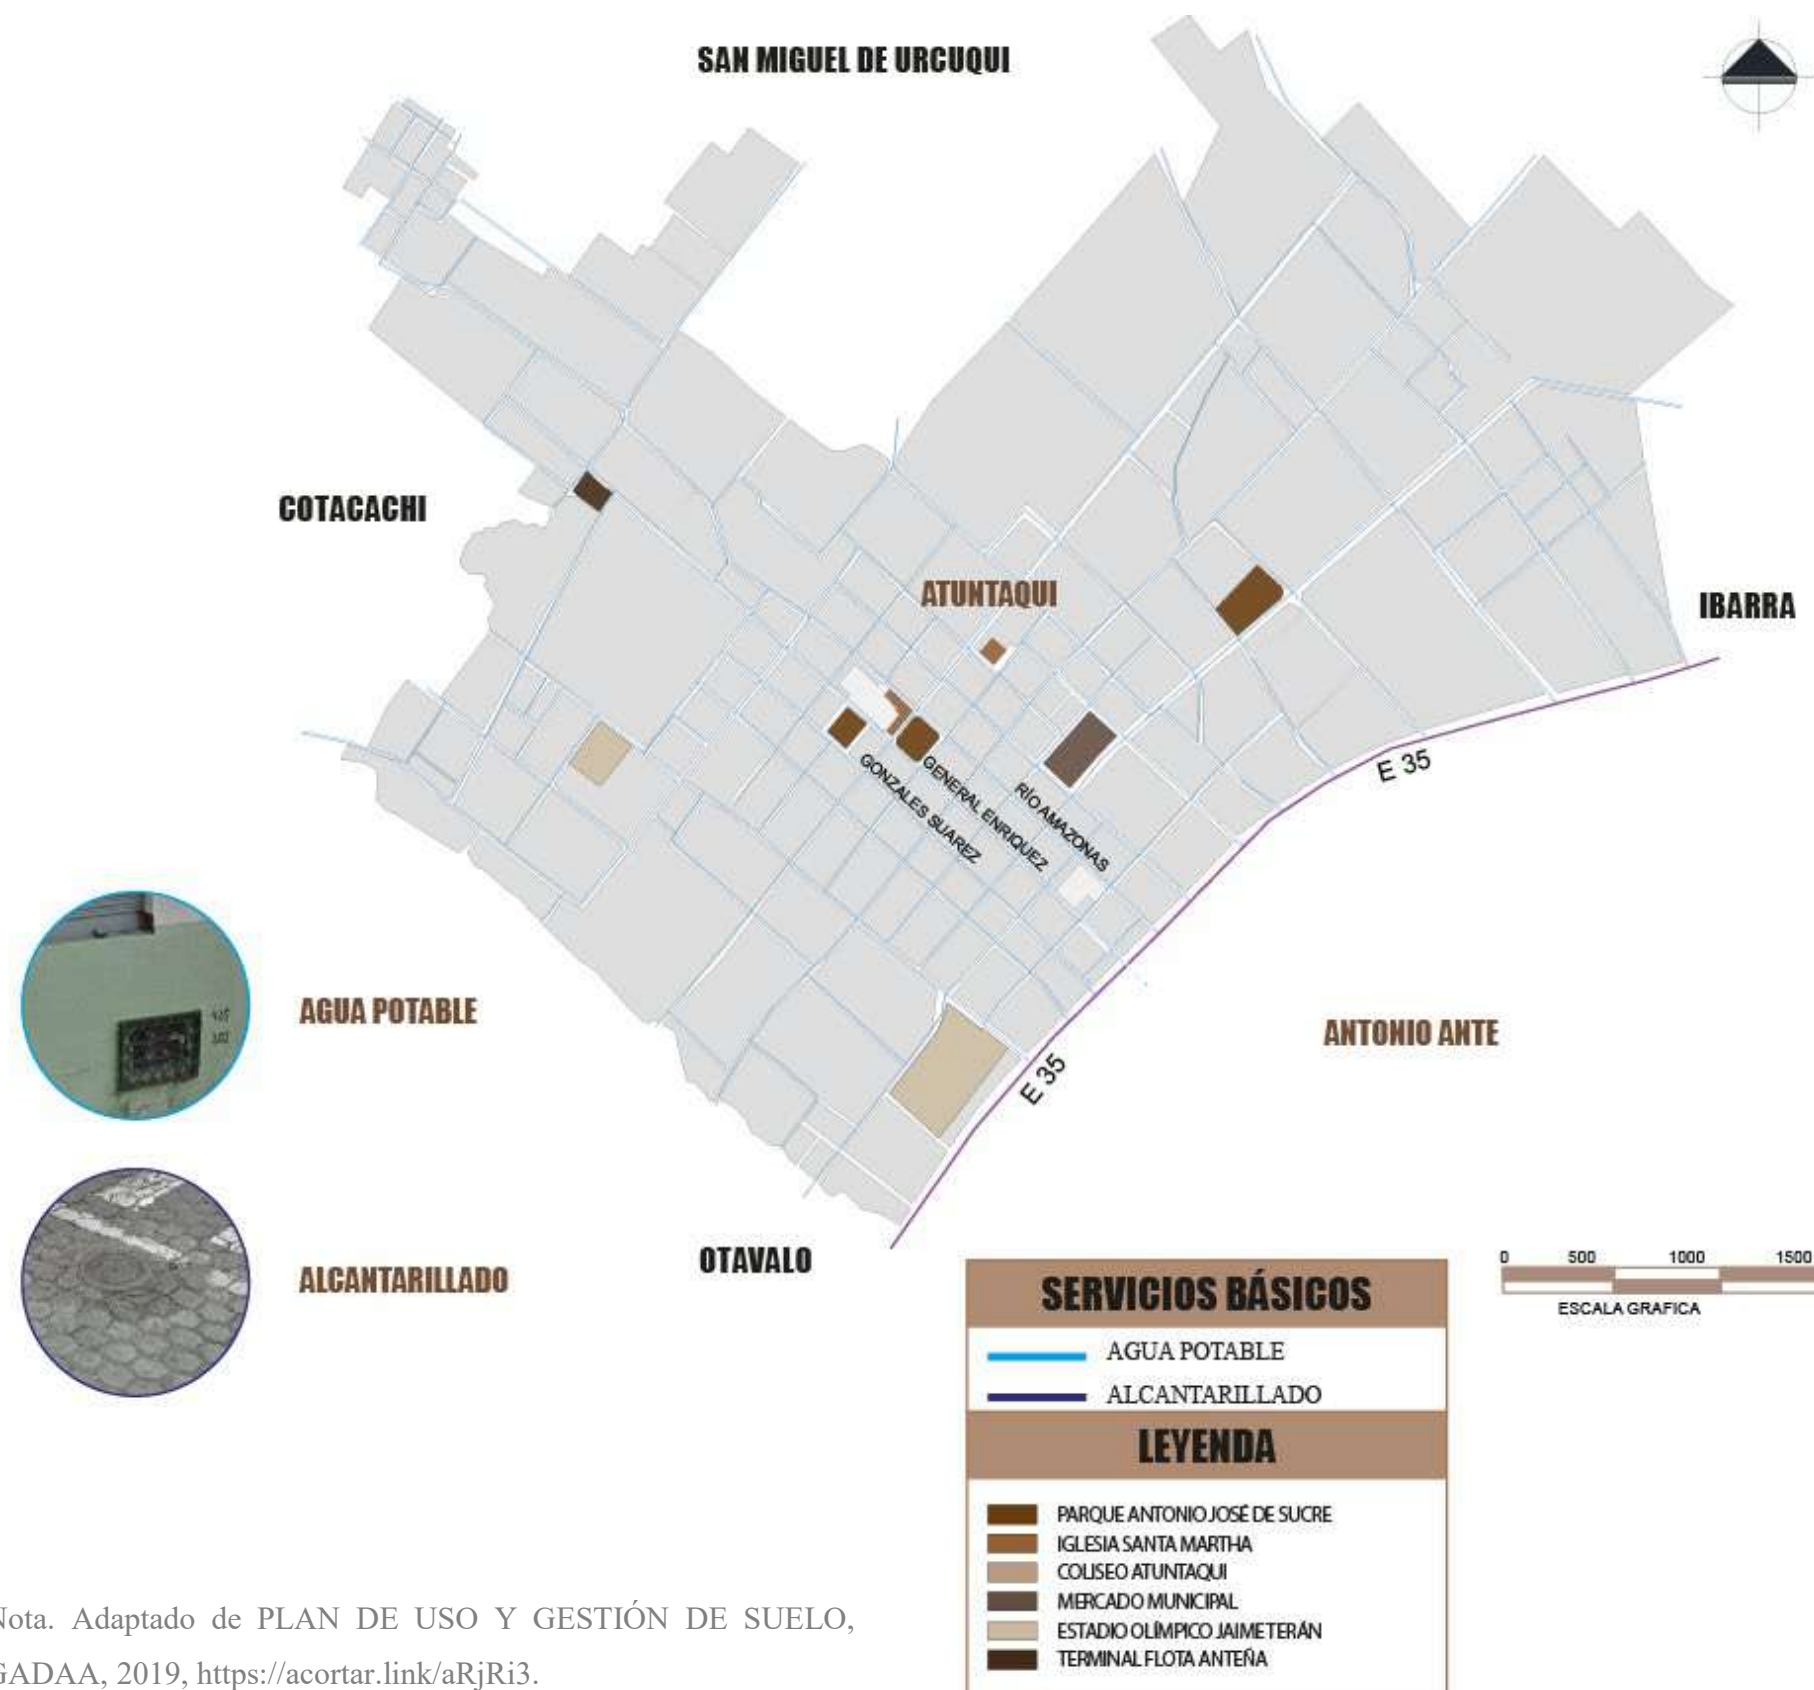 SAN MIGUEL DE URCUQUI
COTACACHI
ATUNTAQUI
IBARRA
GONZALES SUAREZ
GENERAL ENRIQUEZ
RÍO AMAZONAS
E 35
E 35
AGUA POTABLE
ANTONIO ANTE
ALCANTARILLADO
OTAVALO
0 500 1000 1500
ESCALA GRAFICA
SERVICIOS BÁSICOS
AGUA POTABLE
ALCANTARILLADO
LEYENDA
PARQUE ANTONIO JOSÉ DE SUCRE
IGLESIA SANTA MARTHA
COLISEO ATUNTAQUI
MERCADO MUNICIPAL
ESTADIO OLÍMPICO JAIME TERÁN
TERMINAL FLOTA ANTEÑA
Nota. Adaptado de PLAN DE USO Y GESTIÓN DE SUELO,
GADAA, 2019, https://acortar.link/aRjRi3.